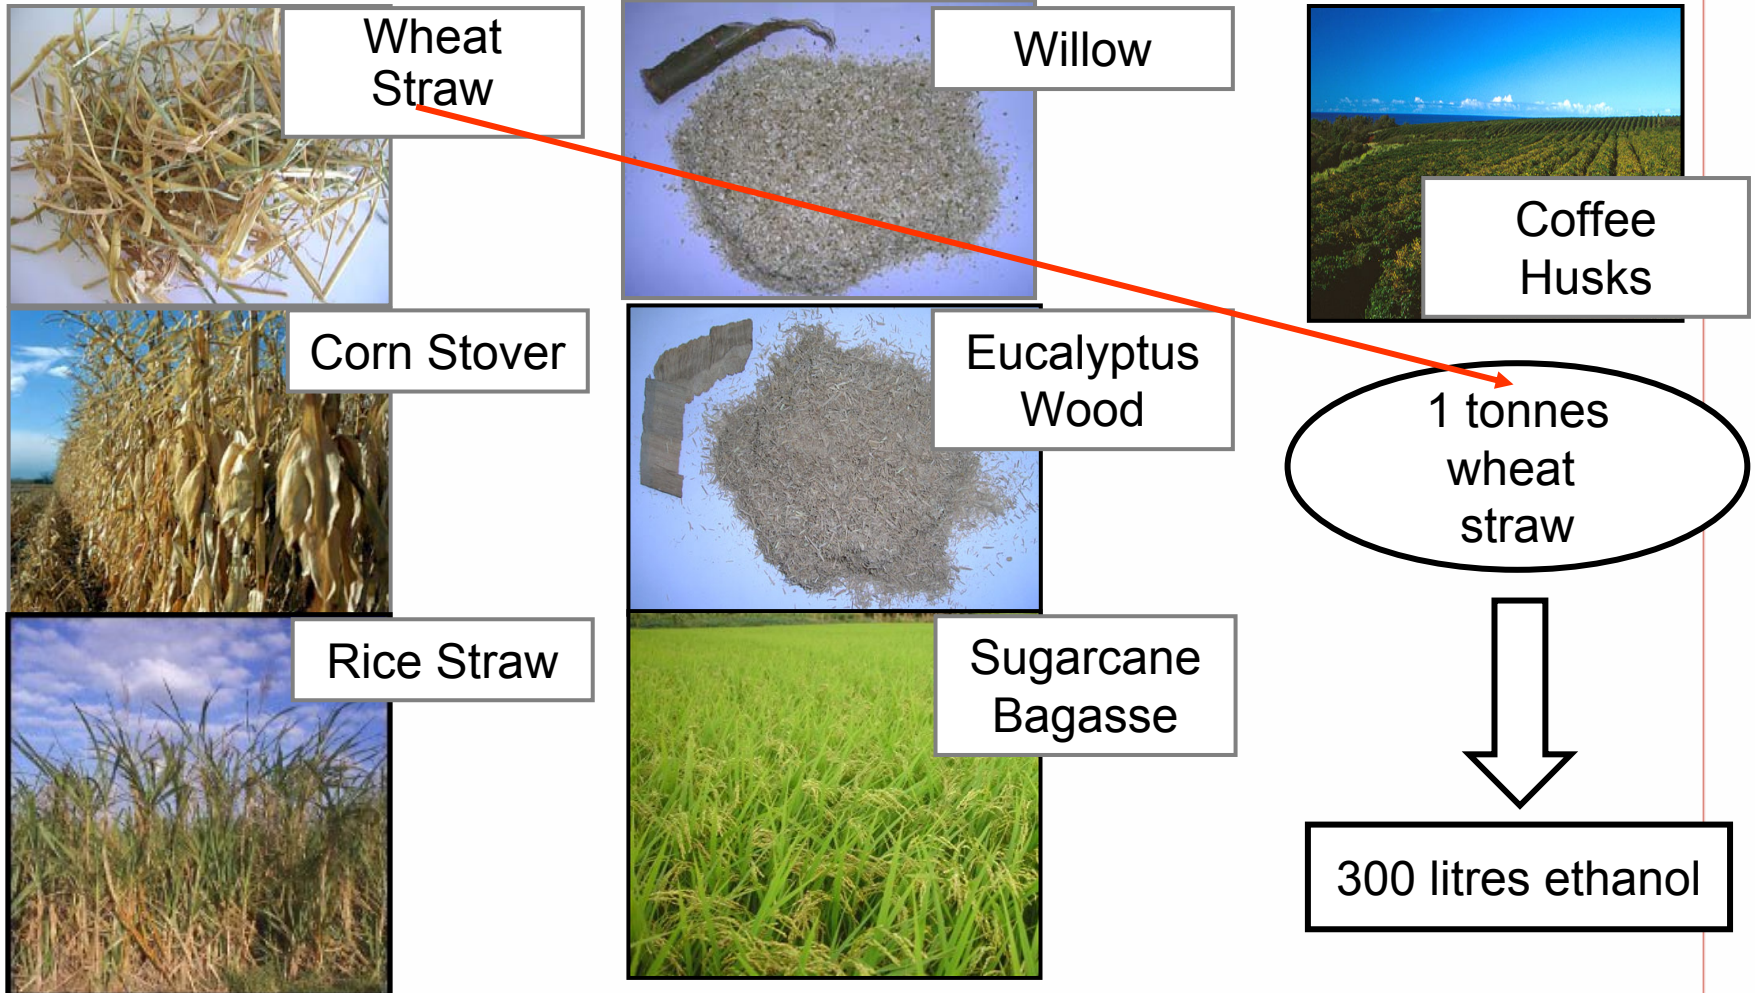 Wheat
Straw
Willow
Coffee
Husks
Corn Stover
Eucalyptus
Wood
1 tonnes
wheat
straw
Rice Straw
Sugarcane
Bagasse
300 litres ethanol